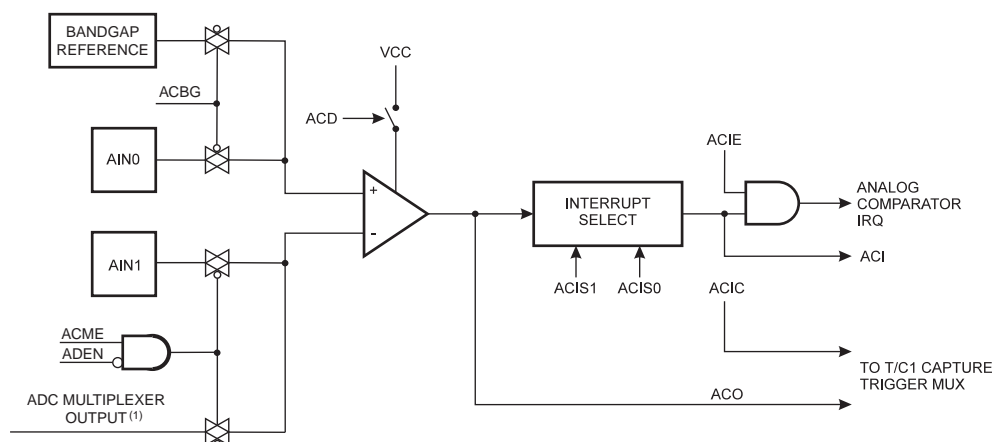 BANDGAP
REFERENCE
VCC
ACBG
ACD
AIN0
ACIE
+
INTERRUPT
SELECT
ANALOG
COMPARATOR
IRQ
-
AIN1
ACI
ACIS1
ACIS0
ACIC
ACME
ADEN
TO T/C1 CAPTURE
TRIGGER MUX
ADC MULTIPLEXER
OUTPUT (1)
ACO